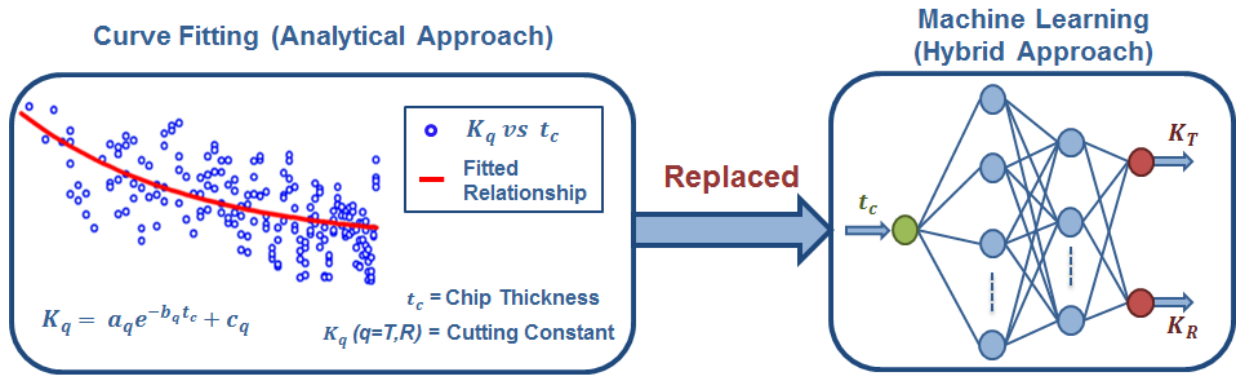 Curve Fitting (Analytical Approach)
K_q vs t_c
Fitted
Relationship
K_q = a_q e^{-b_q t_c} + c_q
t_c = Chip Thickness
K_q (q=T,R) = Cutting Constant
Replaced
Machine Learning
(Hybrid Approach)
t_c
K_T
K_R